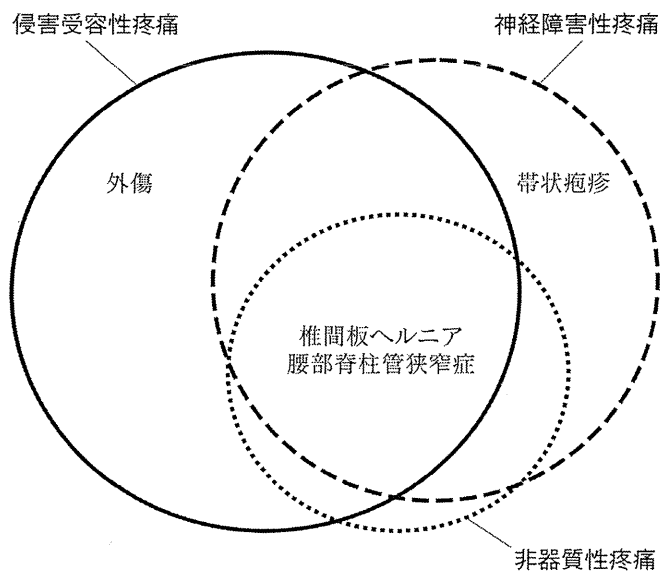 侵害受容性疼痛
神経障害性疼痛
外傷
帯状疱疹
椎間板ヘルニア
腰部脊柱管狭窄症
非器質性疼痛